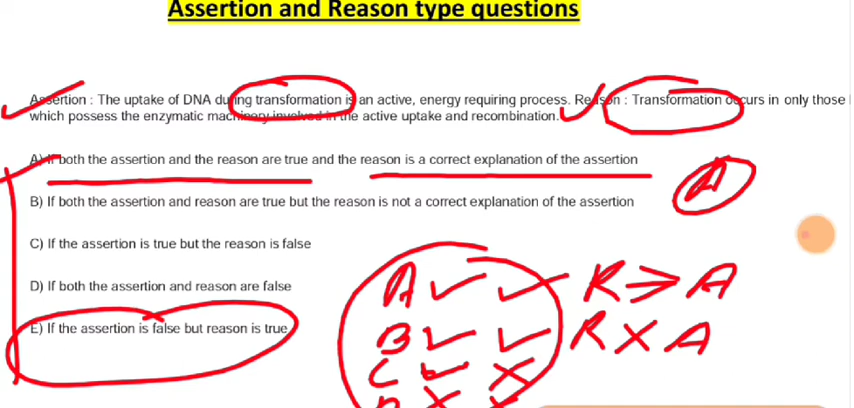 Assertion and Reason type questions
Assertion : The uptake of DNA during transformation is an active, energy requiring process. Reason : Transformation occurs in only those
which possess the enzymatic machinery involved in the active uptake and recombination.
A) If both the assertion and the reason are true and the reason is a correct explanation of the assertion
A
B) If both the assertion and reason are true but the reason is not a correct explanation of the assertion
C) If the assertion is true but the reason is false
D) If both the assertion and reason are false
A ✓ ✓ R ⇒ A
E) If the assertion is false but reason is true
B ✓ ✓ R X A
C ✓ X
D X